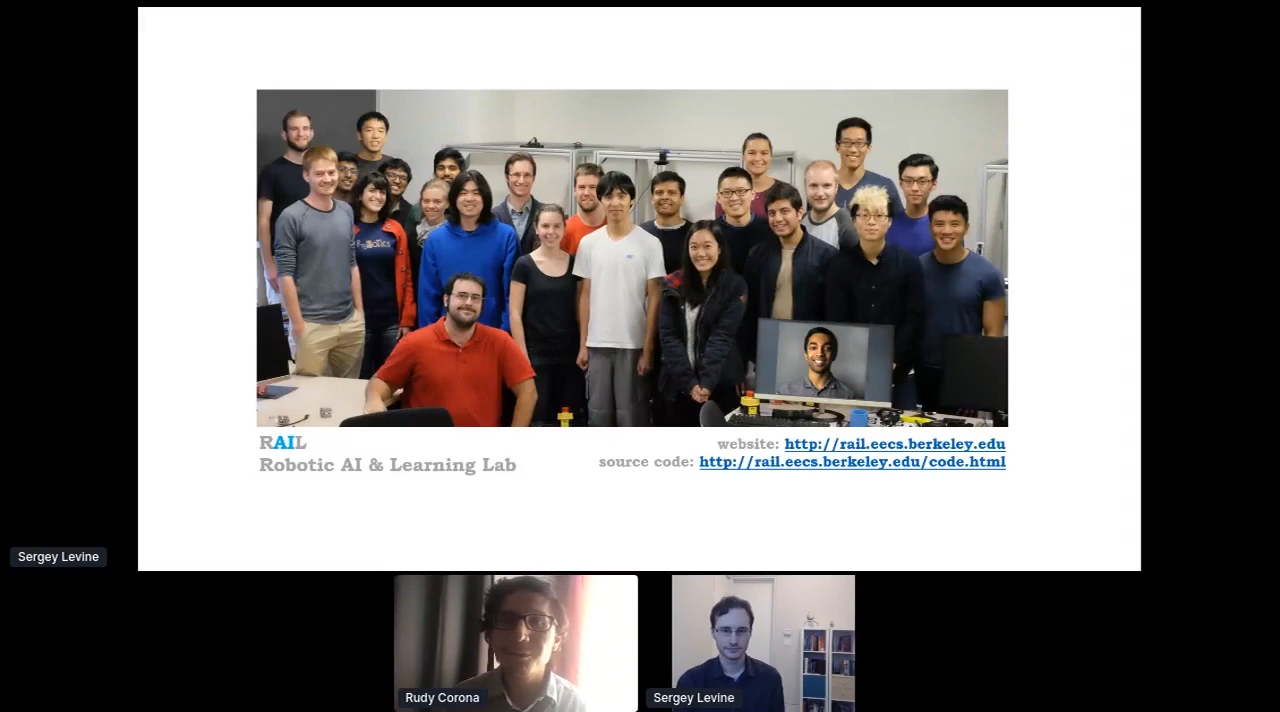 RoBOTiCS
RAIL
Robotic AI & Learning Lab
website: http://rail.eecs.berkeley.edu
source code: http://rail.eecs.berkeley.edu/code.html
Sergey Levine
Rudy Corona
Sergey Levine